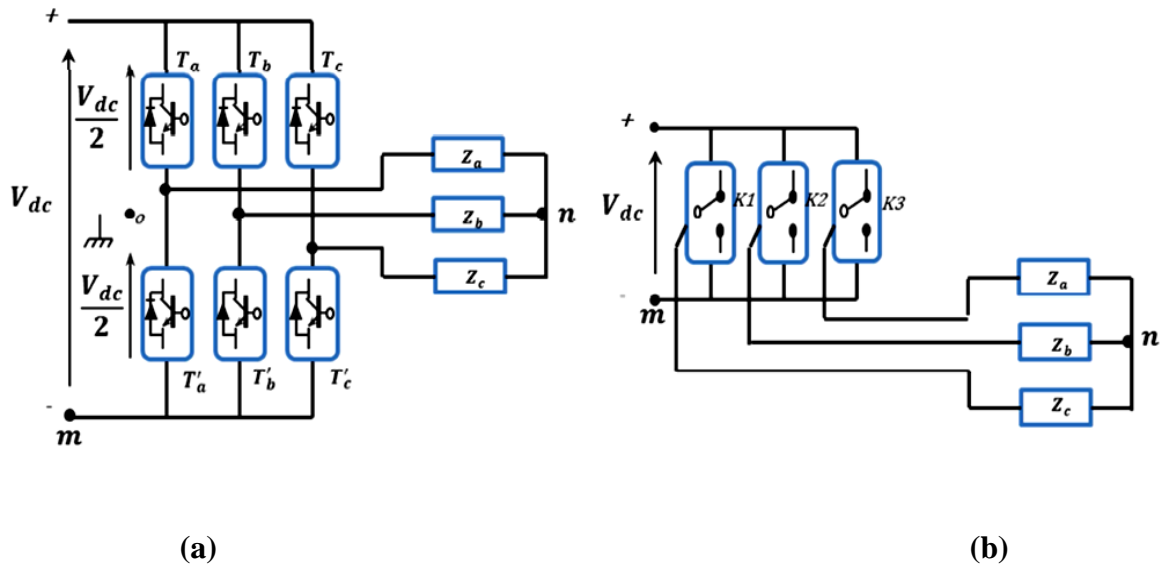 +
T_a T_b T_c
V_dc/2
V_dc
o
V_dc/2
T'_a T'_b T'_c
-
m
Z_a
Z_b
Z_c
n
+
V_dc
K1 K2 K3
-
m
Z_a
Z_b
Z_c
n
(a) (b)